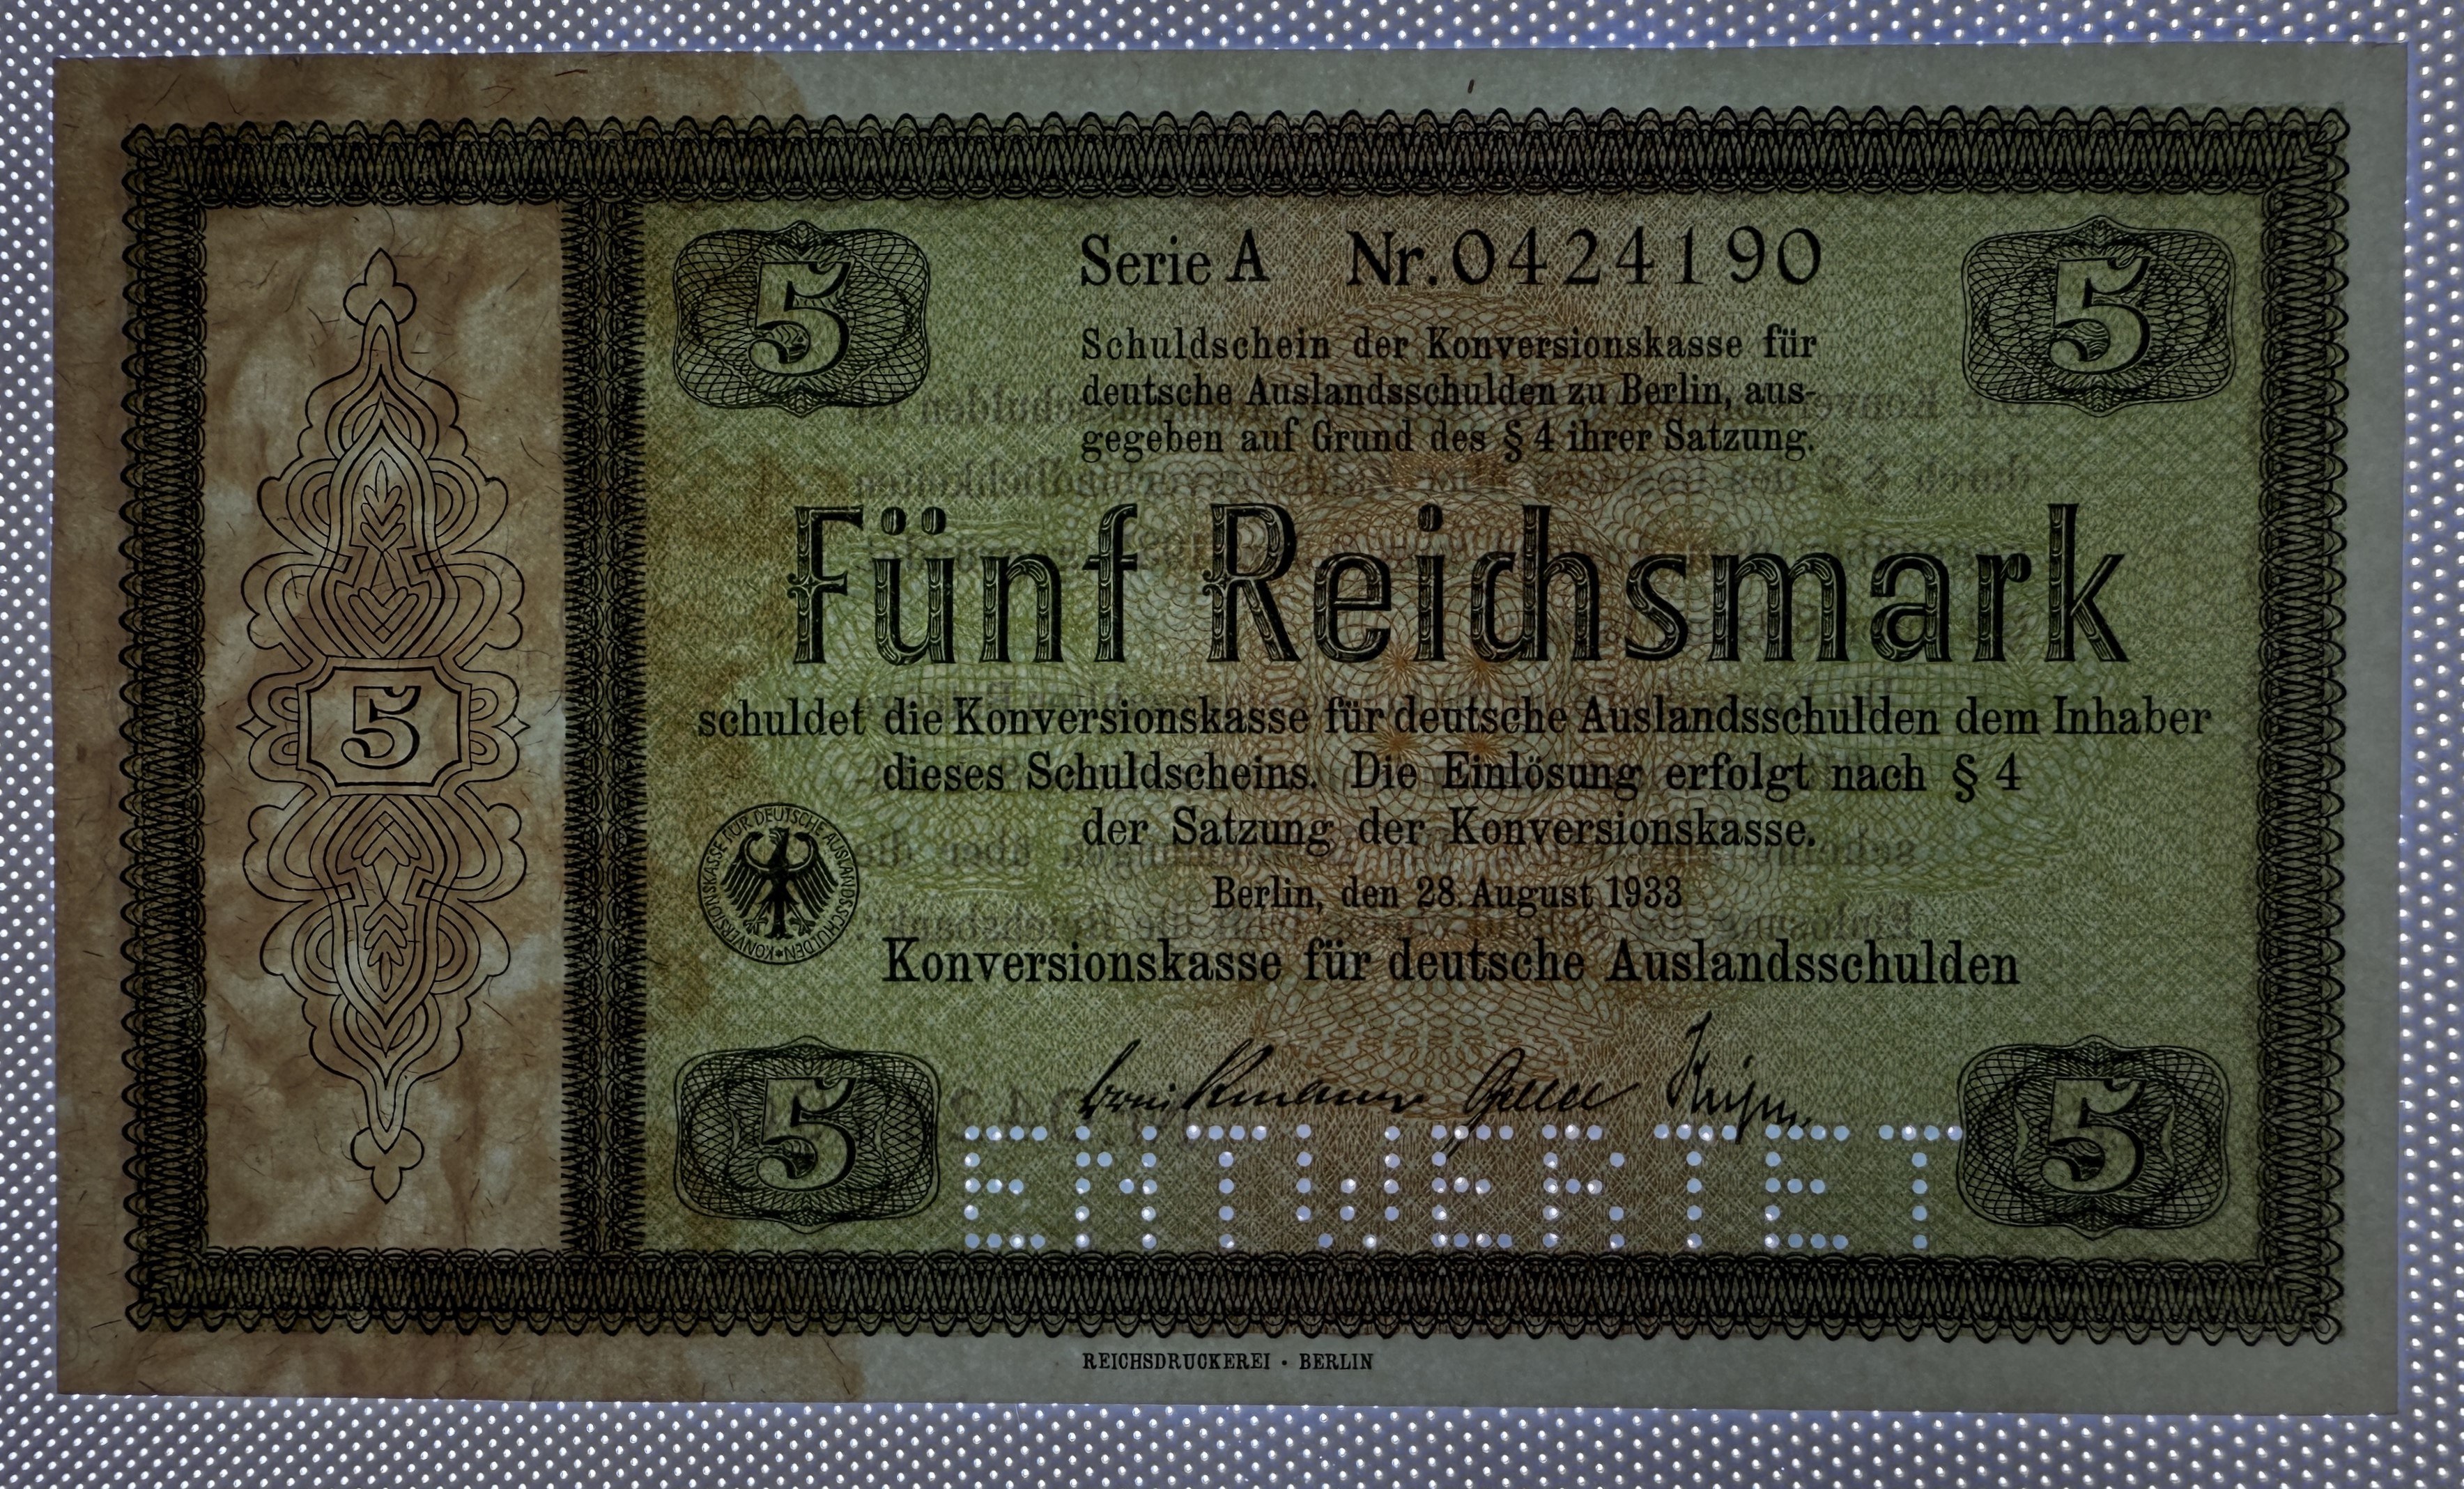 Serie A Nr. 0424190
5 5
Schuldschein der Konversionskasse für
deutsche Auslandsschulden zu Berlin, aus-
gegeben auf Grund des § 4 ihrer Satzung.
Fünf Reichsmark
5
schuldet die Konversionskasse für deutsche Auslandsschulden dem Inhaber
dieses Schuldscheins. Die Einlösung erfolgt nach § 4
der Satzung der Konversionskasse.
KONVERSIONSKASSE FÜR DEUTSCHE AUSLANDSSCHULDEN
Berlin, den 28. August 1933
Konversionskasse für deutsche Auslandsschulden
5 5
ENTWERTET
REICHSDRUCKEREI • BERLIN